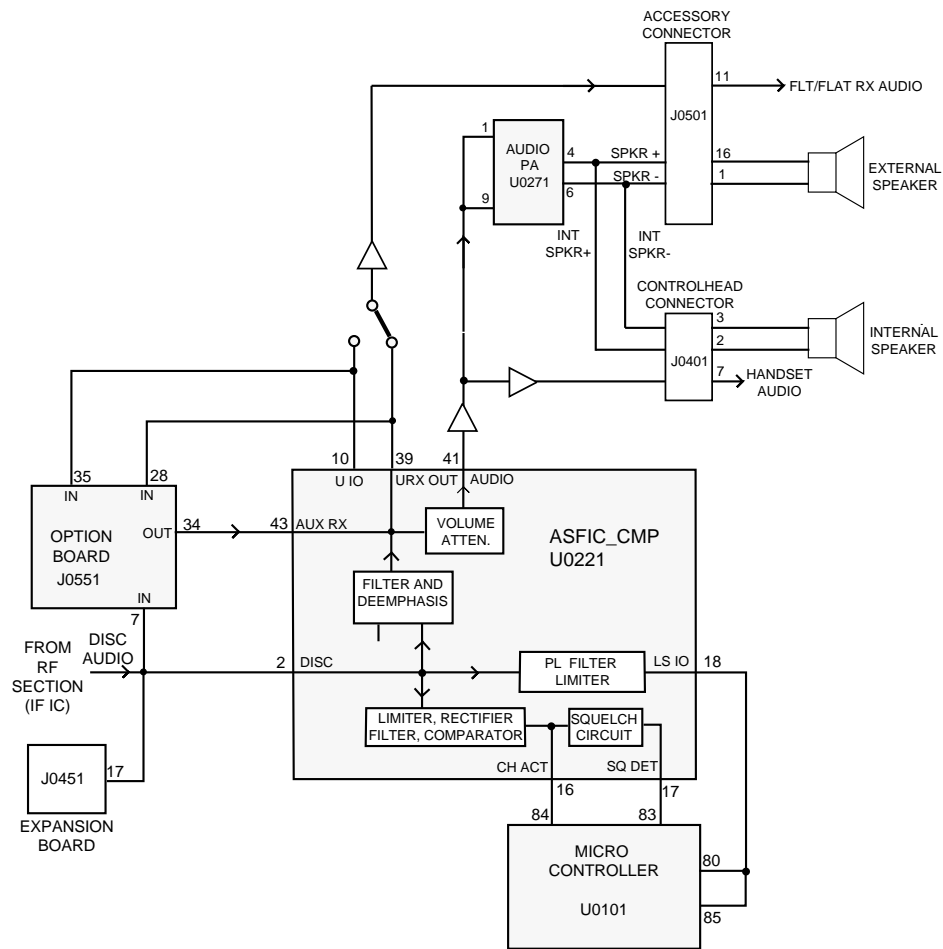 ACCESSORY
CONNECTOR
11
FLT/FLAT RX AUDIO
J0501
1
AUDIO
PA
U0271
4
SPKR +
16
EXTERNAL
SPEAKER
9
6
SPKR -
1
INT
SPKR+
INT
SPKR-
CONTROLHEAD
CONNECTOR
3
INTERNAL
SPEAKER
2
J0401
7
HANDSET
AUDIO
35
28
10
39
41
IN
IN
U IO
URX OUT
AUDIO
OPTION
BOARD
J0551
OUT
34
43
AUX RX
VOLUME
ATTEN.
ASFIC_CMP
U0221
IN
7
FILTER AND
DEEMPHASIS
FROM
RF
SECTION
(IF IC)
DISC
AUDIO
2
DISC
PL FILTER
LIMITER
LS IO
18
LIMITER, RECTIFIER
FILTER, COMPARATOR
SQUELCH
CIRCUIT
J0451
17
CH ACT
SQ DET
16
17
EXPANSION
BOARD
84
83
MICRO
CONTROLLER
U0101
80
85